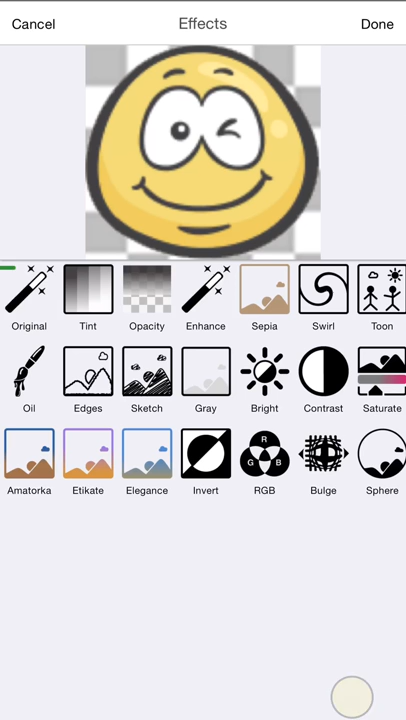 Cancel Effects Done
Original Tint Opacity Enhance Sepia Swirl Toon
Oil Edges Sketch Gray Bright Contrast Saturate
R
G B
Amatorka Etikate Elegance Invert RGB Bulge Sphere